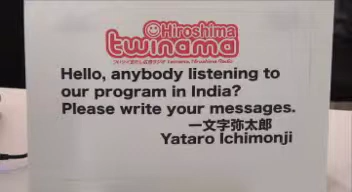 Hiroshima
twinama
Hello, anybody listening to
our program in India?
Please write your messages.
一文字弥太郎
Yataro Ichimonji